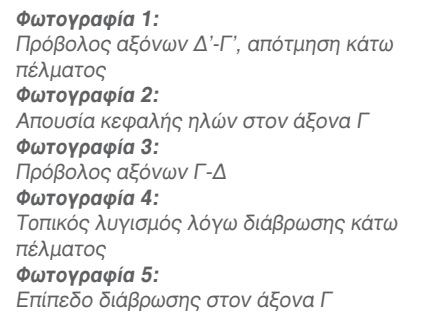 Φωτογραφία 1:
Πρόβολος αξόνων Δ’-Γ’, απότμηση κάτω
πέλματος
Φωτογραφία 2:
Απουσία κεφαλής ηλών στον άξονα Γ
Φωτογραφία 3:
Πρόβολος αξόνων Γ-Δ
Φωτογραφία 4:
Τοπικός λυγισμός λόγω διάβρωσης κάτω
πέλματος
Φωτογραφία 5:
Επίπεδο διάβρωσης στον άξονα Γ